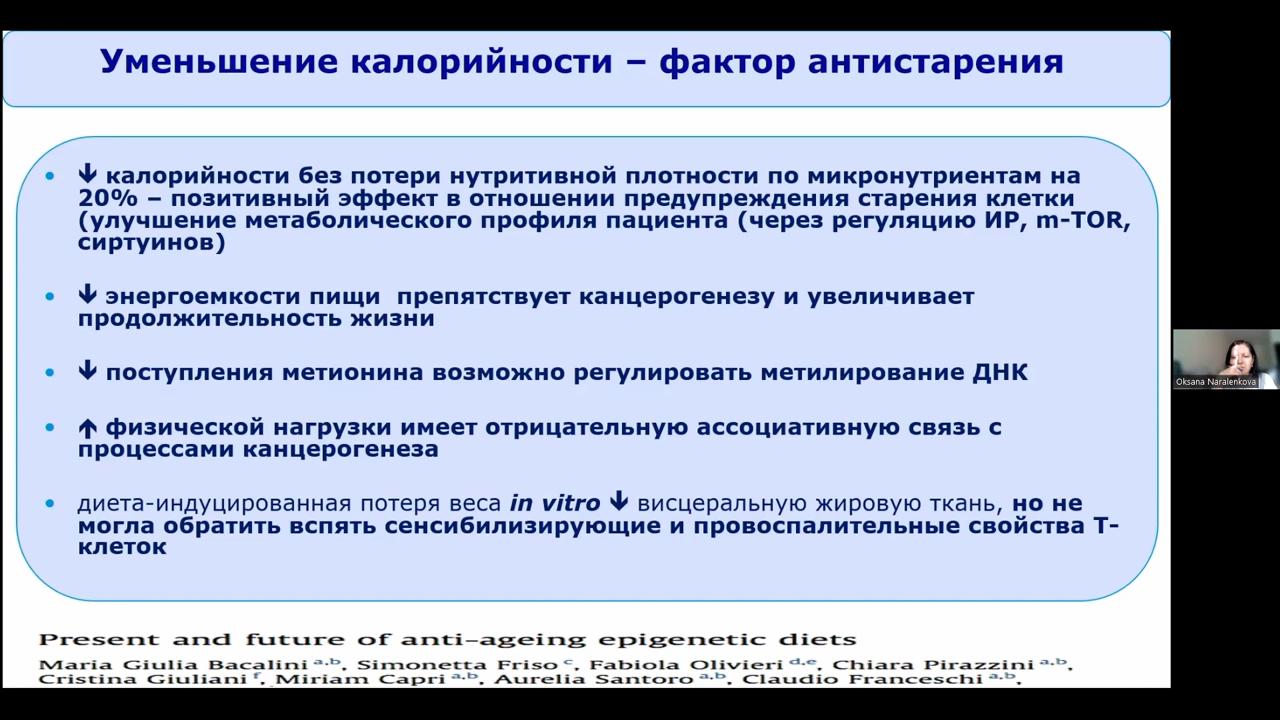 Уменьшение калорийности – фактор антистарения
• 🡳 калорийности без потери нутритивной плотности по микронутриентам на
20% – позитивный эффект в отношении предупреждения старения клетки
(улучшение метаболического профиля пациента (через регуляцию ИР, m-TOR,
сиртуинов)
• 🡳 энергоемкости пищи препятствует канцерогенезу и увеличивает
продолжительность жизни
• 🡳 поступления метионина возможно регулировать метилирование ДНК
• 🡱 физической нагрузки имеет отрицательную ассоциативную связь с
процессами канцерогенеза
• диета-индуцированная потеря веса in vitro 🡳 висцеральную жировую ткань, но не
могла обратить вспять сенсибилизирующие и провоспалительные свойства Т-
клеток
Oksana Naralenkova
Present and future of anti-ageing epigenetic diets
Maria Giulia Bacalini a,b, Simonetta Friso c, Fabiola Olivieri d,e, Chiara Pirazzini a,b,
Cristina Giuliani f, Miriam Capri a,b, Aurelia Santoro a,b, Claudio Franceschi a,b,